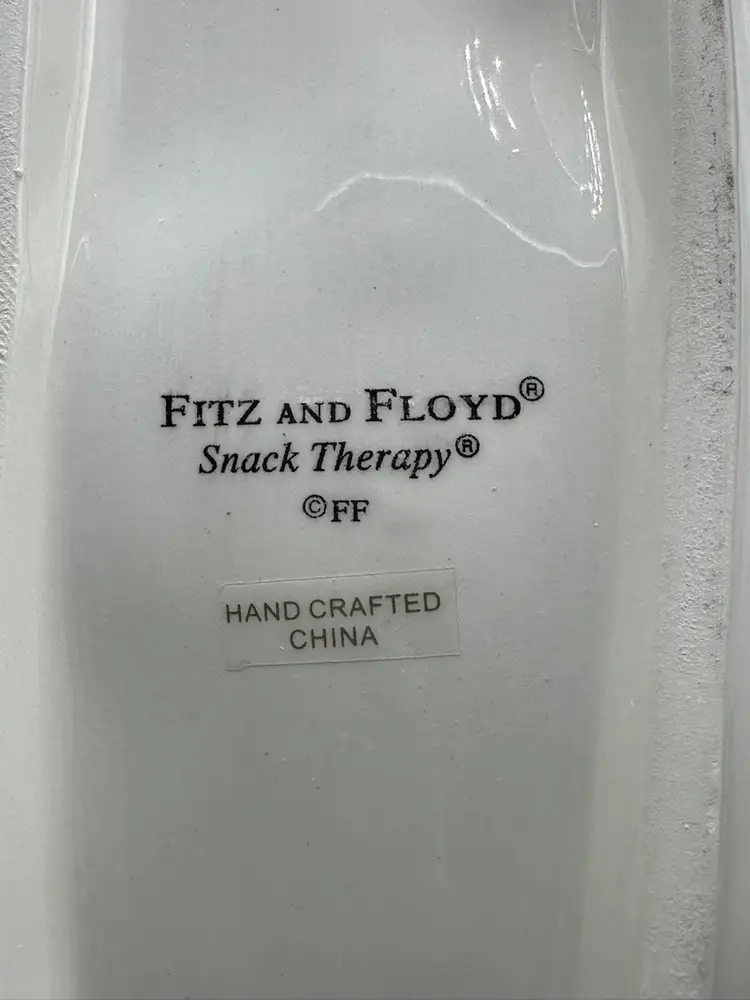 FITZ AND FLOYD®
Snack Therapy®
©FF
HAND CRAFTED
CHINA